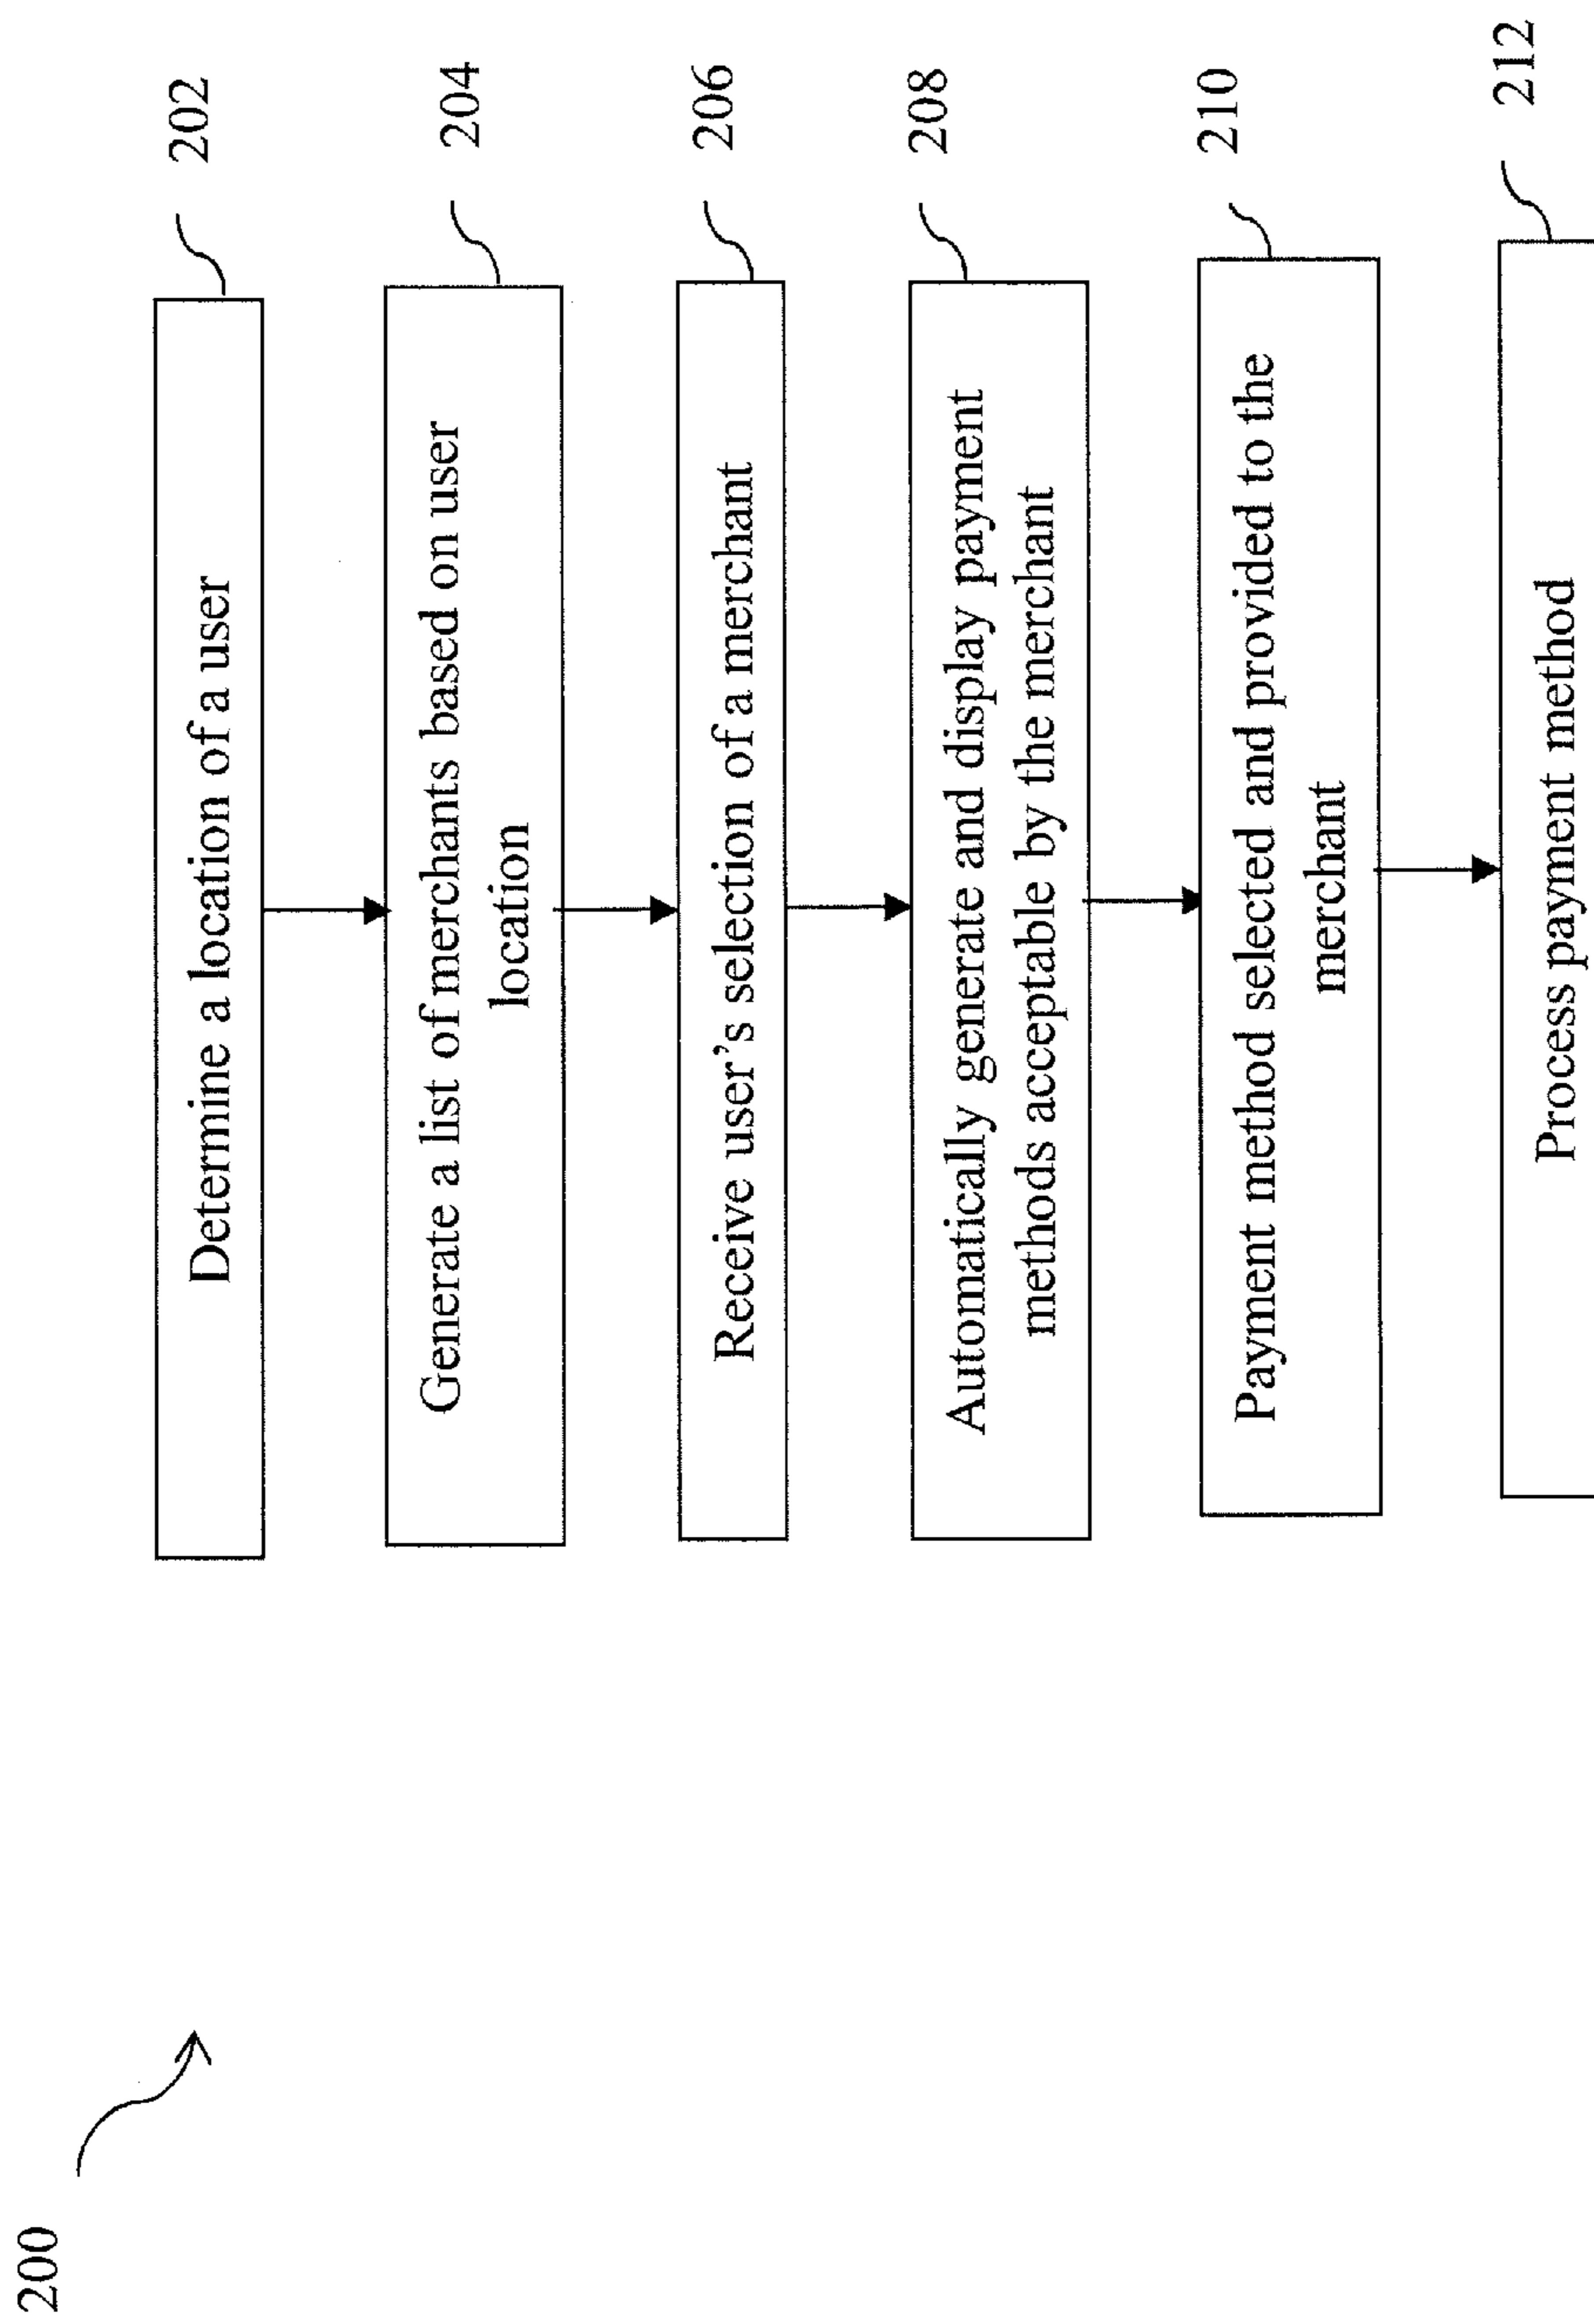 200
Determine a location of a user
202
Generate a list of merchants based on user
location
204
Receive user's selection of a merchant
206
Automatically generate and display payment
methods acceptable by the merchant
208
Payment method selected and provided to the
merchant
210
Process payment method
212